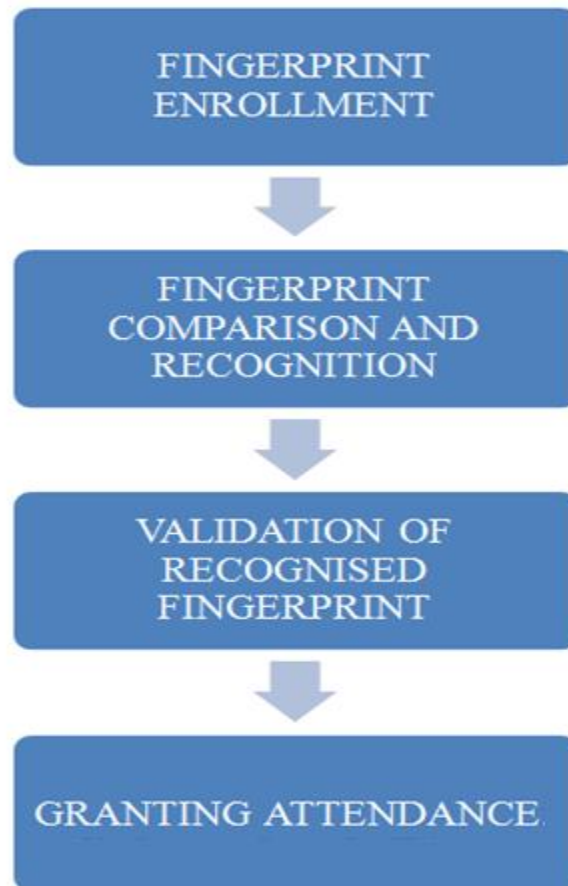 FINGERPRINT
ENROLLMENT
FINGERPRINT
COMPARISON AND
RECOGNITION
VALIDATION OF
RECOGNISED
FINGERPRINT
GRANTING ATTENDANCE.